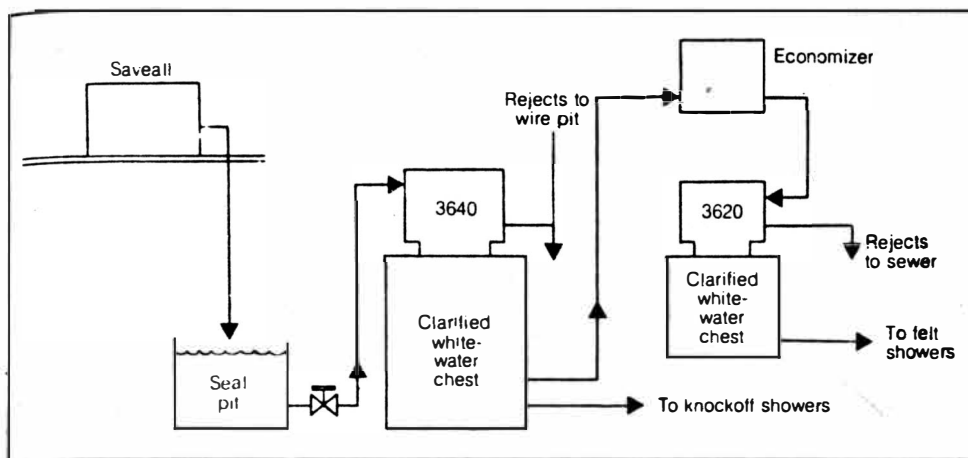 Saveall
Economizer
Rejects to
wire pit
3640
3620
Rejects
to sewer
Clarified
white-
water
chest
Clarified
white-
water
chest
To felt
showers
Seal
pit
To knockoff showers